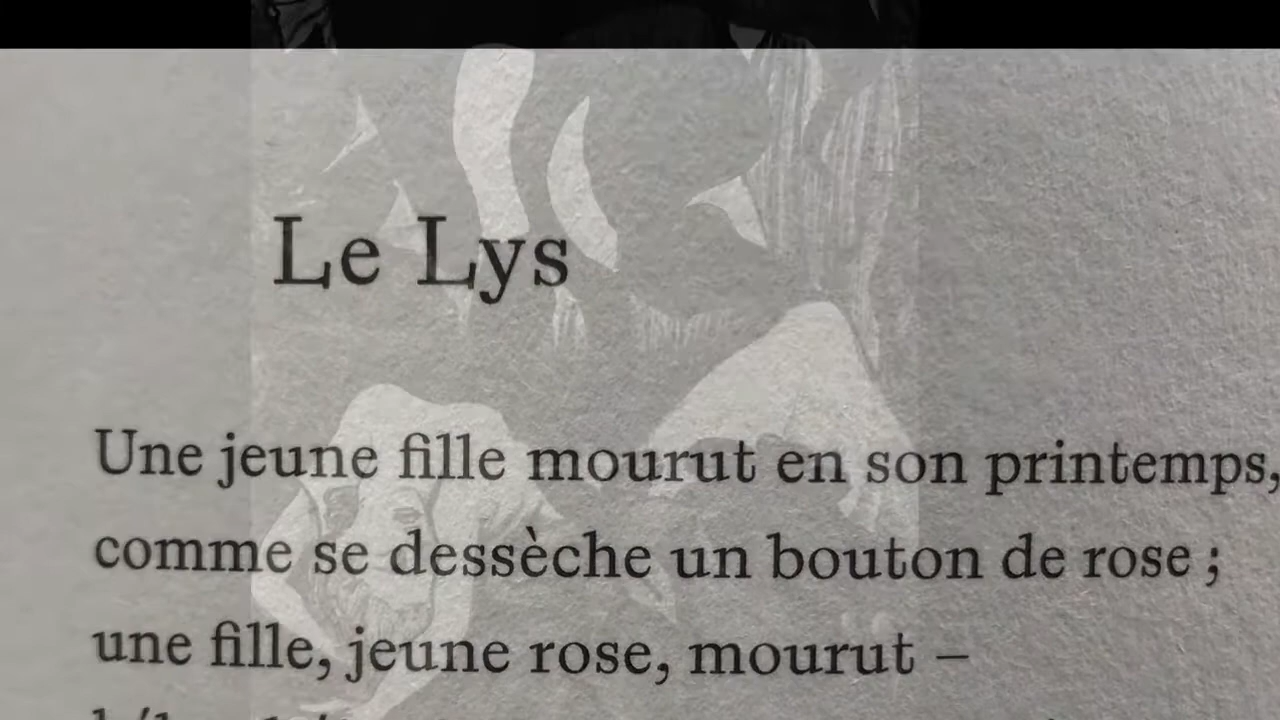 Le Lys
Une jeune fille mourut en son printemps,
comme se dessèche un bouton de rose ;
une fille, jeune rose, mourut –